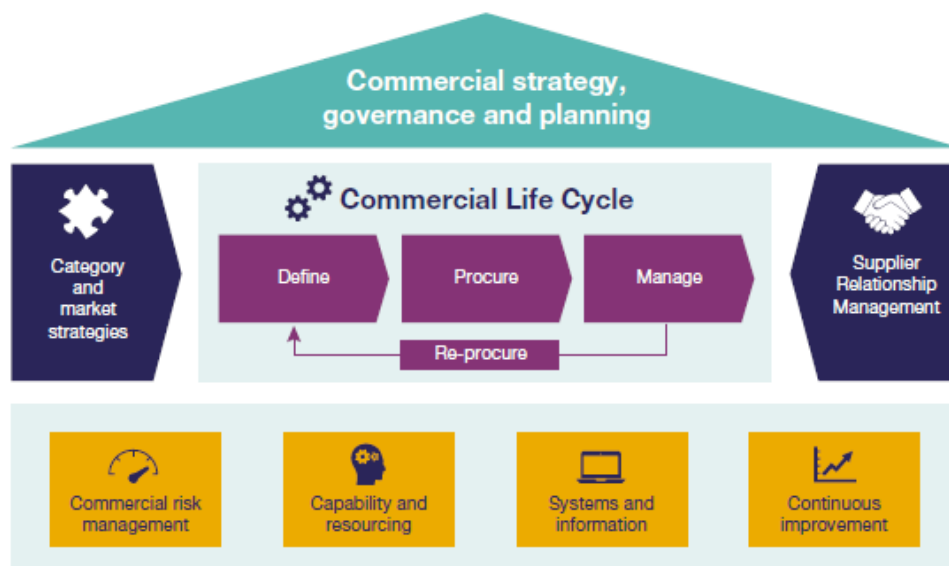 Commercial strategy,
governance and planning
Category
and
market
strategies
Commercial Life Cycle
Define
Procure
Manage
Re-procure
Supplier
Relationship
Management
Commercial risk
management
Capability and
resourcing
Systems and
information
Continuous
improvement